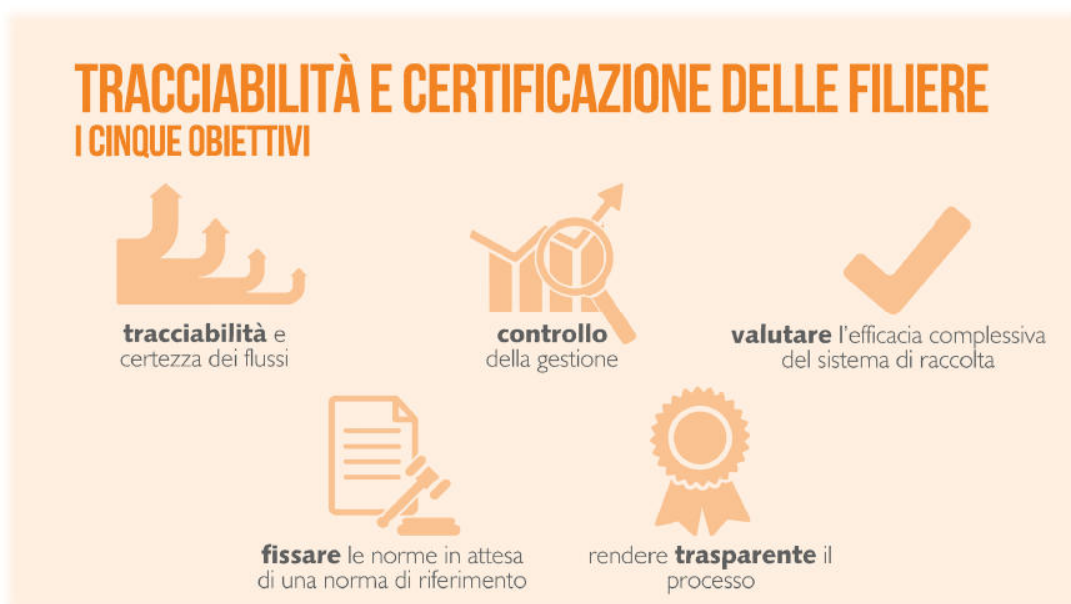 TRACCIABILITÀ E CERTIFICAZIONE DELLE FILIERE
I CINQUE OBIETTIVI
tracciabilità e
certezza dei flussi
controllo
della gestione
valutare l'efficacia complessiva
del sistema di raccolta
fissare le norme in attesa
di una norma di riferimento
rendere trasparente il
processo